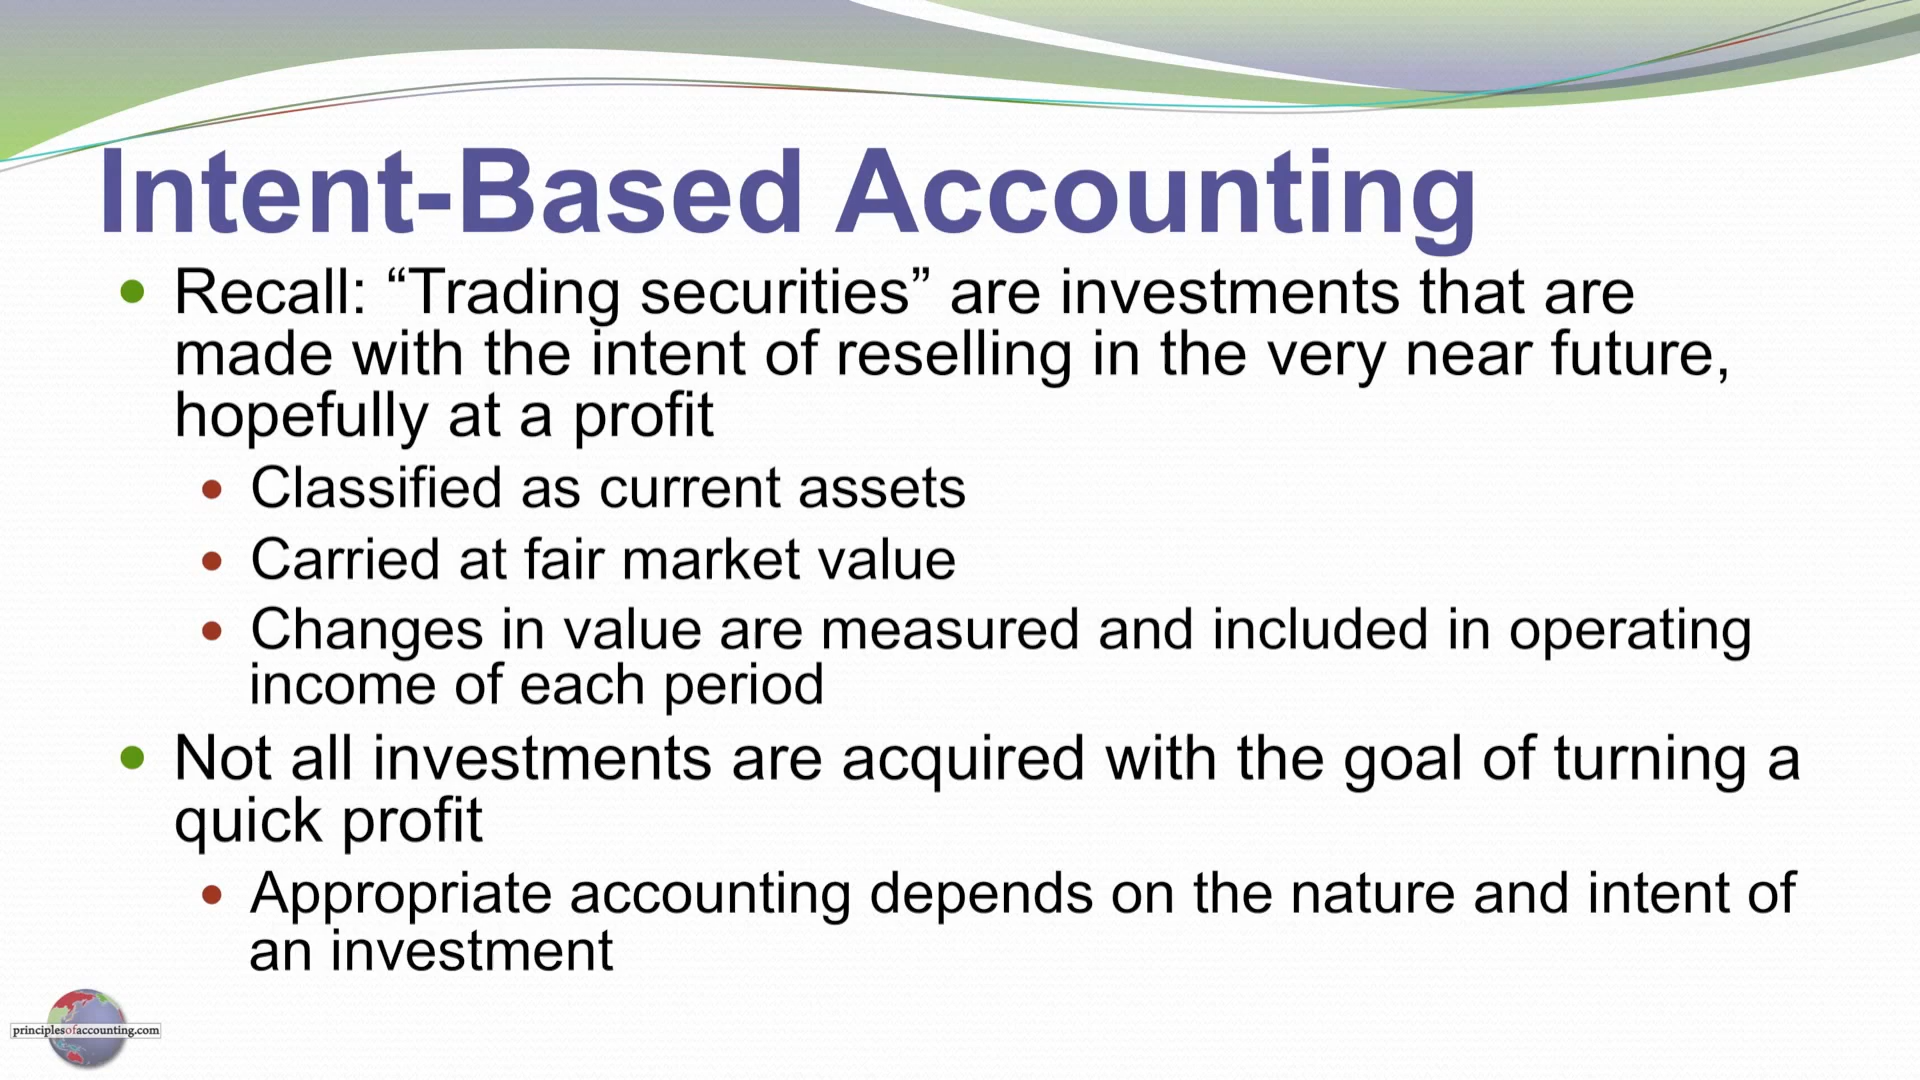 Intent-Based Accounting
• Recall: “Trading securities” are investments that are
made with the intent of reselling in the very near future,
hopefully at a profit
• Classified as current assets
• Carried at fair market value
• Changes in value are measured and included in operating
income of each period
• Not all investments are acquired with the goal of turning a
quick profit
• Appropriate accounting depends on the nature and intent of
an investment
principlesofaccounting.com